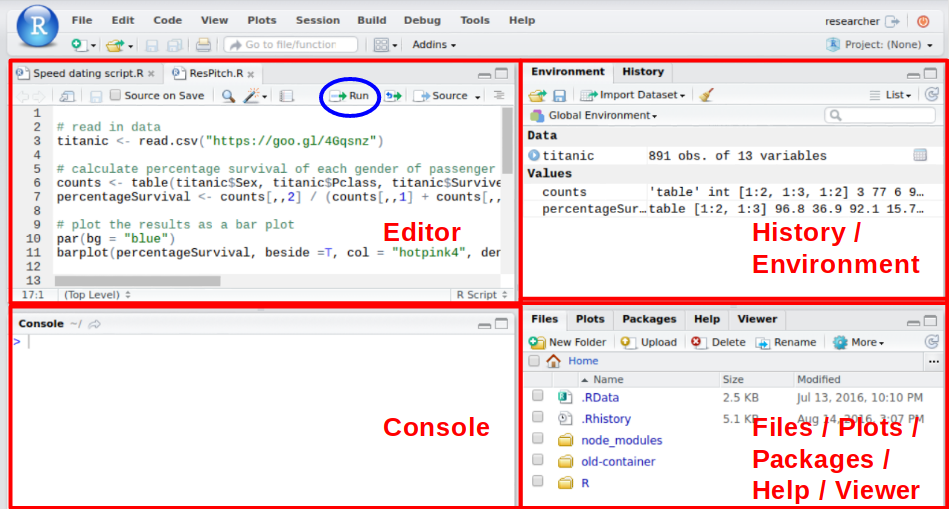 R
File Edit Code View Plots Session Build Debug Tools Help
researcher
Go to file/function
Addins
Project: (None)
Speed dating script.R
ResPitch.R
Source on Save
Run
Source
1
2 # read in data
3 titanic <- read.csv("https://goo.gl/4Gqsnz")
4
5 # calculate percentage survival of each gender of passenger
6 counts <- table(titanic$Sex, titanic$Pclass, titanic$Survive
7 percentageSurvival <- counts[,,2] / (counts[,,1] + counts[,,
8
9 # plot the results as a bar plot
10 par(bg = "blue")
11 barplot(percentageSurvival, beside =T, col = "hotpink4", den
12
13
Editor
17:1 (Top Level) R Script
Environment History
Import Dataset
List
Global Environment
Data
titanic 891 obs. of 13 variables
Values
counts 'table' int [1:2, 1:3, 1:2] 3 77 6 9…
percentageSur… table [1:2, 1:3] 96.8 36.9 92.1 15.7…
History /
Environment
Console ~/
>
Console
Files Plots Packages Help Viewer
New Folder Upload Delete Rename More
Home ...
Name Size Modified
.RData 2.5 KB Jul 13, 2016, 10:10 PM
.Rhistory 5.1 KB Aug 14, 2016, 3:07 PM
node_modules
old-container
R
Files / Plots /
Packages /
Help / Viewer